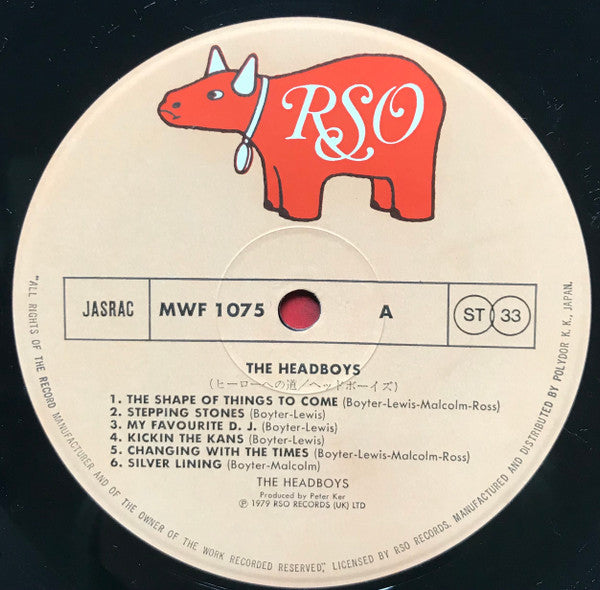 RSO
JASRAC MWF 1075 A ST 33
THE HEADBOYS
(ヒーローへの道/ヘッドボーイズ)
1. THE SHAPE OF THINGS TO COME (Boyter-Lewis-Malcolm-Ross)
2. STEPPING STONES (Boyter-Lewis)
3. MY FAVOURITE D. J. (Boyter-Lewis)
4. KICKIN THE KANS (Boyter-Lewis)
5. CHANGING WITH THE TIMES (Boyter-Lewis-Malcolm-Ross)
6. SILVER LINING (Boyter-Malcolm)
THE HEADBOYS
Produced by Peter Ker
℗ 1979 RSO RECORDS (UK) LTD
"ALL RIGHTS OF THE RECORD MANUFACTURER AND OF THE OWNER OF THE WORK RECORDED RESERVED", LICENSED BY RSO RECORDS. MANUFACTURED AND DISTRIBUTED BY POLYDOR K. K., JAPAN.